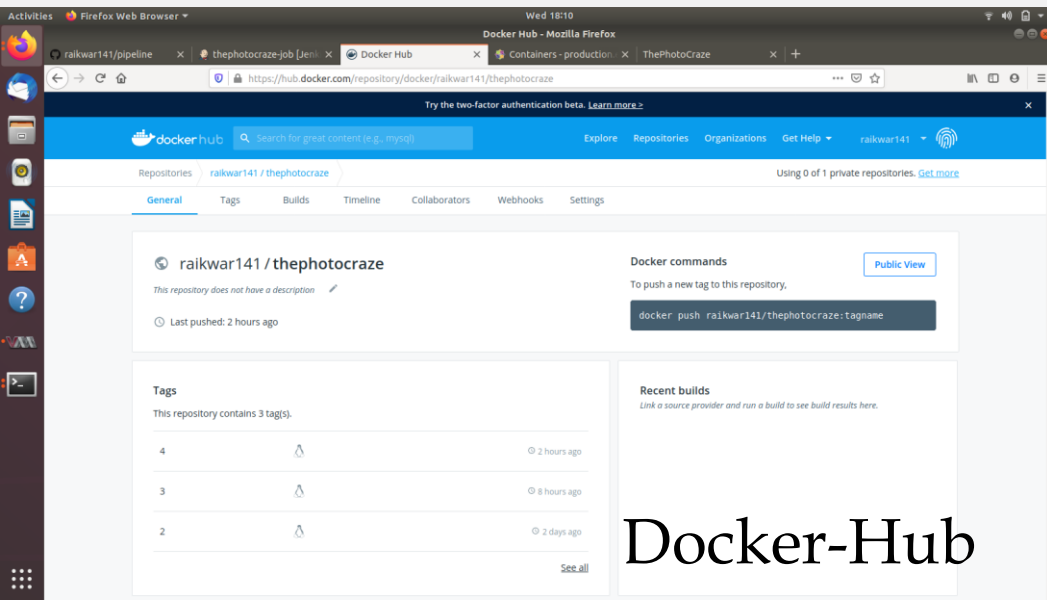 Activities Firefox Web Browser Wed 18:10
Docker Hub - Mozilla Firefox
raikwar141/pipeline thephotocraze-job [Jenk Docker Hub Containers - production. ThePhotoCraze
https://hub.docker.com/repository/docker/raikwar141/thephotocraze
Try the two-factor authentication beta. Learn more >
dockerhub Search for great content (e.g., mysql) Explore Repositories Organizations Get Help raikwar141
Repositories raikwar141 / thephotocraze Using 0 of 1 private repositories. Get more
General Tags Builds Timeline Collaborators Webhooks Settings
raikwar141 / thephotocraze
This repository does not have a description
Last pushed: 2 hours ago
Docker commands Public View
To push a new tag to this repository,
docker push raikwar141/thephotocraze:tagname
Tags
This repository contains 3 tag(s).
4 2 hours ago
3 8 hours ago
2 2 days ago
See all
Recent builds
Link a source provider and run a build to see build results here.
Docker-Hub